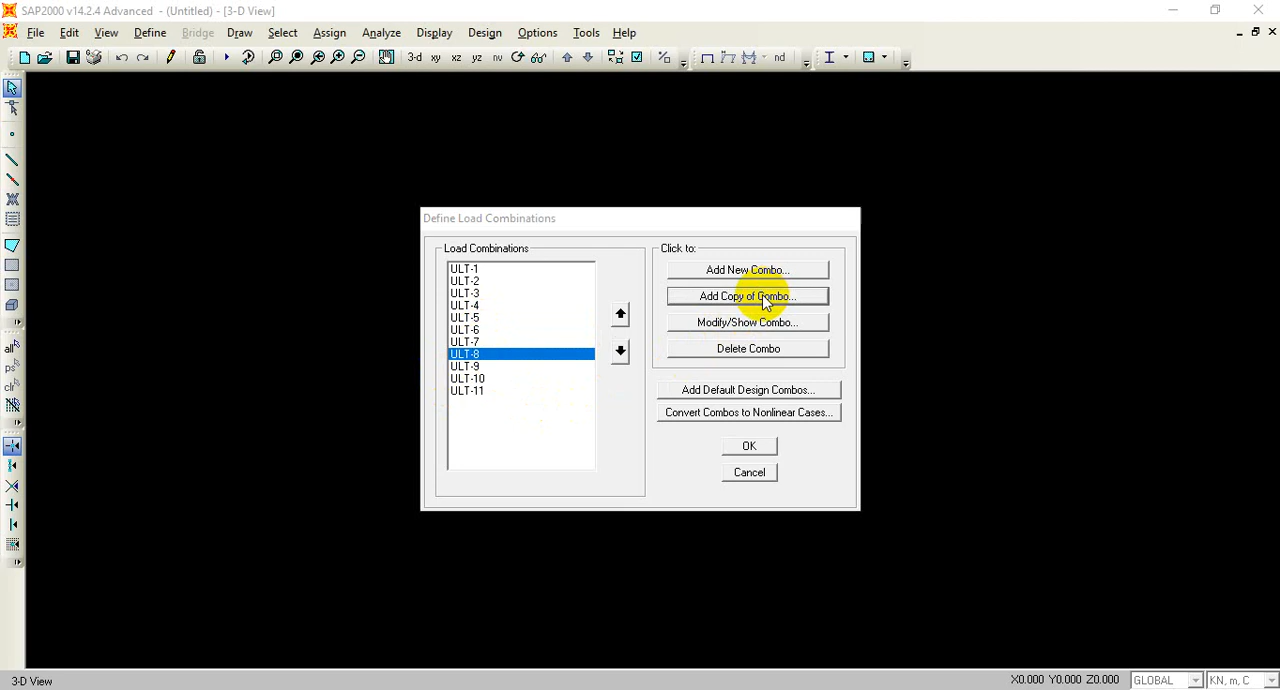 SAP2000 v14.2.4 Advanced - (Untitled) - [3-D View]
File Edit View Define Bridge Draw Select Assign Analyze Display Design Options Tools Help
3-d xy xz yz nv nd
all
ps
clr
Define Load Combinations
Load Combinations
ULT-1
ULT-2
ULT-3
ULT-4
ULT-5
ULT-6
ULT-7
ULT-8
ULT-9
ULT-10
ULT-11
Click to:
Add New Combo...
Add Copy of Combo...
Modify/Show Combo...
Delete Combo
Add Default Design Combos...
Convert Combos to Nonlinear Cases...
OK
Cancel
3-D View X0.000 Y0.000 Z0.000 GLOBAL KN, m, C